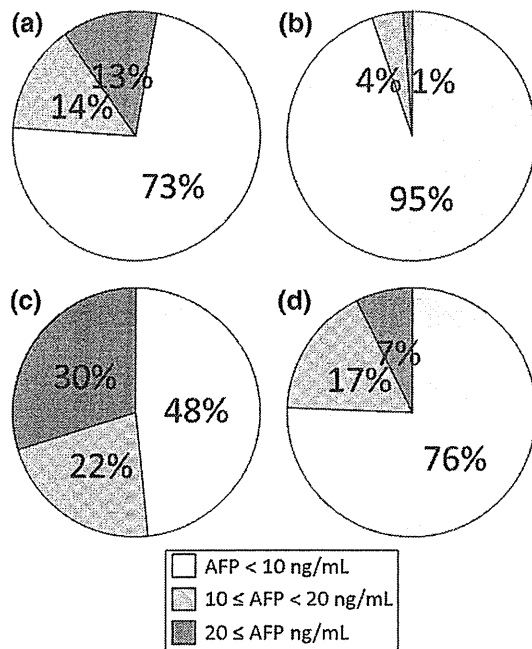 (a)
13%
14%
73%
(b)
4%
1%
95%
(c)
30%
48%
22%
(d)
7%
17%
76%
AFP < 10 ng/mL
10 ≤ AFP < 20 ng/mL
20 ≤ AFP ng/mL